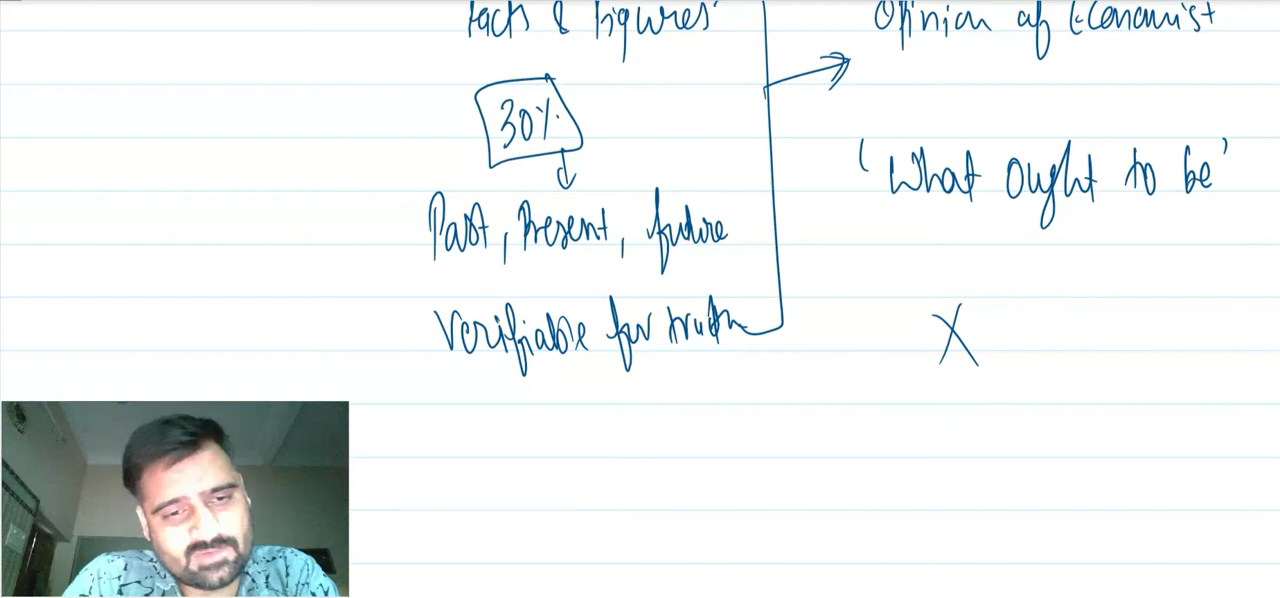 facts & figures
Opinion of Economist
30%
'What ought to be'
Past, Present, future
Verifiable for truth
X